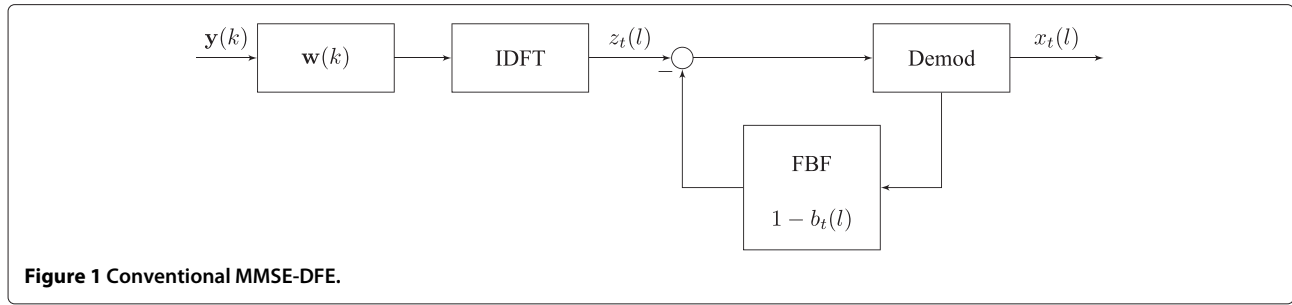 y(k)
w(k)
IDFT
z_t(l)
−
Demod
x_t(l)
FBF
1 − b_t(l)
Figure 1 Conventional MMSE-DFE.